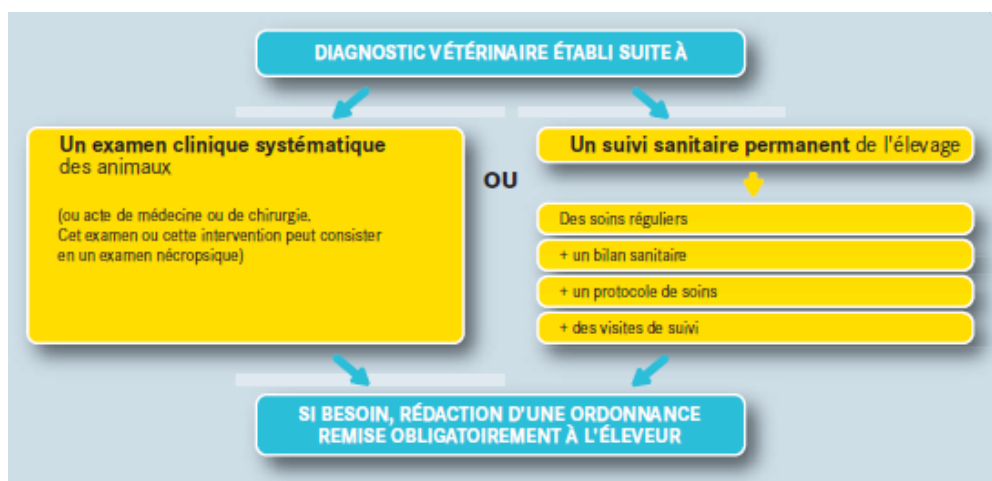 DIAGNOSTIC VÉTÉRINAIRE ÉTABLI SUITE À
Un examen clinique systématique
des animaux
(ou acte de médecine ou de chirurgie.
Cet examen ou cette intervention peut consister
en un examen nécropsique)
OU
Un suivi sanitaire permanent de l'élevage
Des soins réguliers
+ un bilan sanitaire
+ un protocole de soins
+ des visites de suivi
SI BESOIN, RÉDACTION D'UNE ORDONNANCE
REMISE OBLIGATOIREMENT À L'ÉLEVEUR